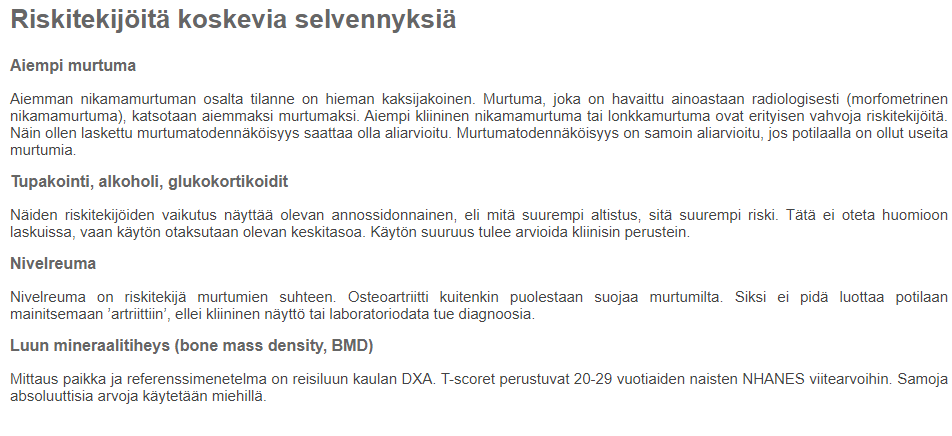 Riskitekijöitä koskevia selvennyksiä
Aiempi murtuma
Aiemman nikamamurtuman osalta tilanne on hieman kaksijakoinen. Murtuma, joka on havaittu ainoastaan radiologisesti (morfometrinen
nikamamurtuma), katsotaan aiemmaksi murtumaksi. Aiempi kliininen nikamamurtuma tai lonkkamurtuma ovat erityisen vahvoja riskitekijöitä.
Näin ollen laskettu murtumatodennäköisyys saattaa olla aliarvioitu. Murtumatodennäköisyys on samoin aliarvioitu, jos potilaalla on ollut useita
murtumia.
Tupakointi, alkoholi, glukokortikoidit
Näiden riskitekijöiden vaikutus näyttää olevan annossidonnainen, eli mitä suurempi altistus, sitä suurempi riski. Tätä ei oteta huomioon
laskuissa, vaan käytön otaksutaan olevan keskitasoa. Käytön suuruus tulee arvioida kliinisin perustein.
Nivelreuma
Nivelreuma on riskitekijä murtumien suhteen. Osteoartriitti kuitenkin puolestaan suojaa murtumilta. Siksi ei pidä luottaa potilaan
mainitsemaan ’artriittiin’, ellei kliininen näyttö tai laboratoriodata tue diagnoosia.
Luun mineraalitiheys (bone mass density, BMD)
Mittaus paikka ja referenssimenetelma on reisiluun kaulan DXA. T-scoret perustuvat 20-29 vuotiaiden naisten NHANES viitearvoihin. Samoja
absoluuttisia arvoja käytetään miehillä.